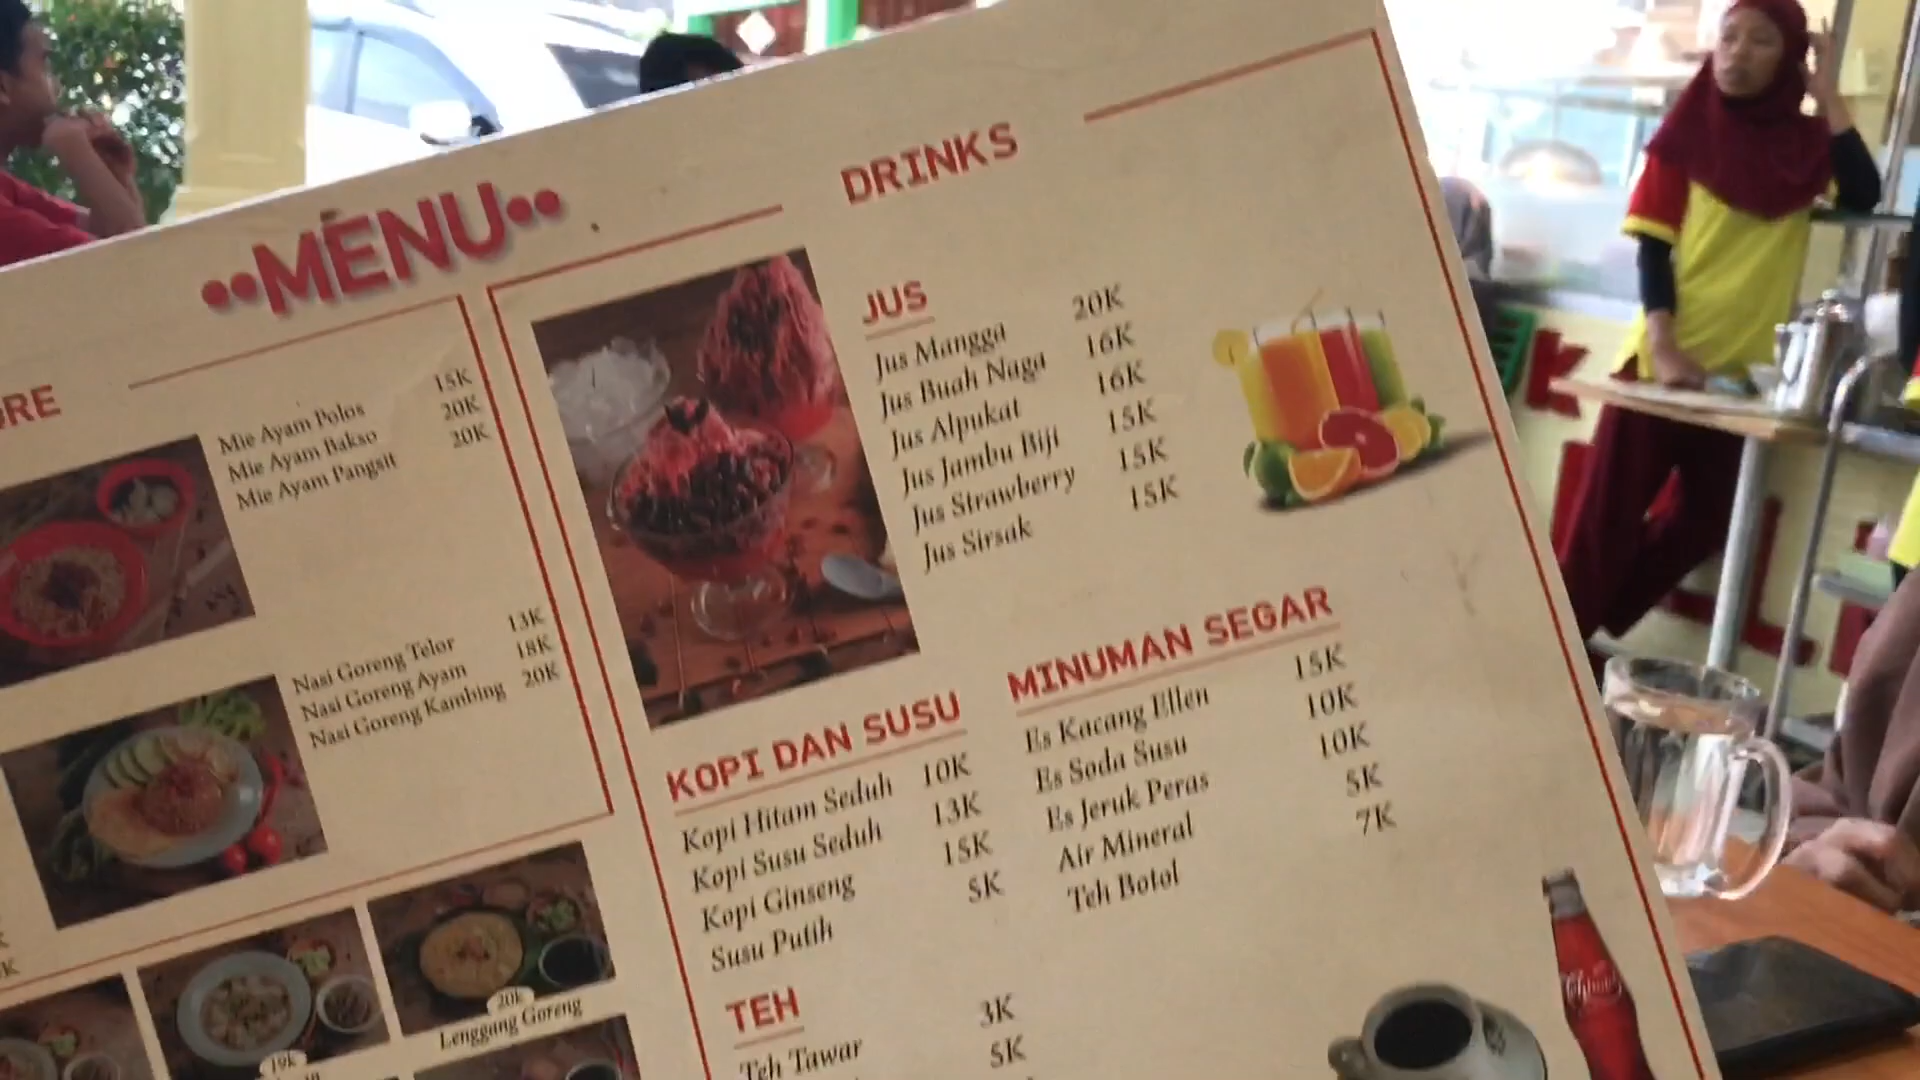 ••MENU••
DRINKS
Mie Ayam Polos 15K
Mie Ayam Bakso 20K
Mie Ayam Pangsit 20K
Nasi Goreng Telor 13K
Nasi Goreng Ayam 18K
Nasi Goreng Kambing 20K
20k
Lenggang Goreng
19k
JUS
Jus Mangga 20K
Jus Buah Naga 16K
Jus Alpukat 16K
Jus Jambu Biji 15K
Jus Strawberry 15K
Jus Sirsak 15K
KOPI DAN SUSU
Kopi Hitam Seduh 10K
Kopi Susu Seduh 13K
Kopi Ginseng 15K
Susu Putih 5K
MINUMAN SEGAR
Es Kacang Ellen 15K
Es Soda Susu 10K
Es Jeruk Peras 10K
Air Mineral 5K
Teh Botol 7K
TEH
Teh Tawar 3K
5K